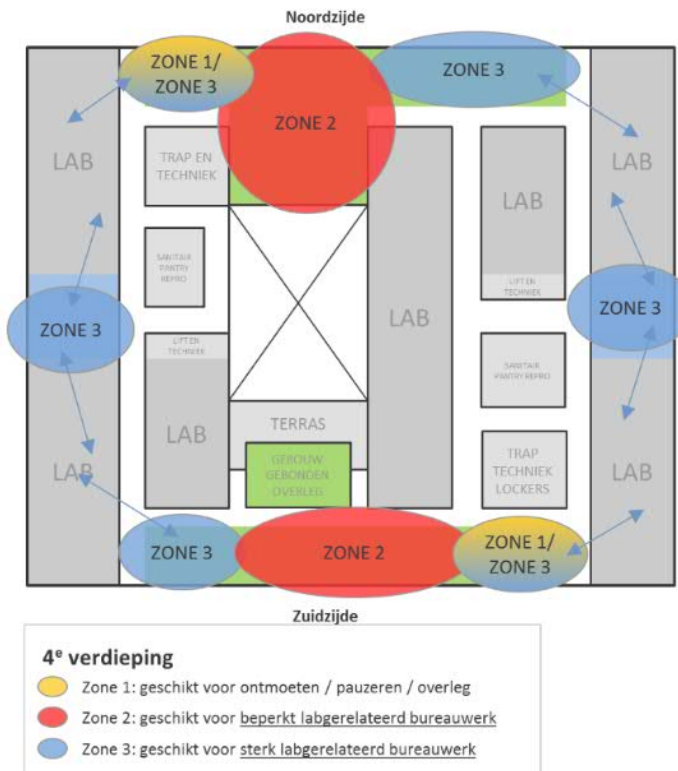 Noordzijde
ZONE 1/
ZONE 3
ZONE 3
ZONE 2
LAB
TRAP EN
TECHNIEK
LAB
LAB
SANITAIR
PANTRY
REPRO
LIFT EN
TECHNIEK
ZONE 3
LAB
ZONE 3
LIFT EN
TECHNIEK
SANITAIR
PANTRY REPRO
TERRAS
LAB
GEBOUW
GEBONDEN
OVERLEG
TRAP
TECHNIEK
LOCKERS
LAB
LAB
ZONE 3
ZONE 2
ZONE 1/
ZONE 3
Zuidzijde
4e verdieping
Zone 1: geschikt voor ontmoeten / pauzeren / overleg
Zone 2: geschikt voor beperkt labgerelateerd bureauwerk
Zone 3: geschikt voor sterk labgerelateerd bureauwerk